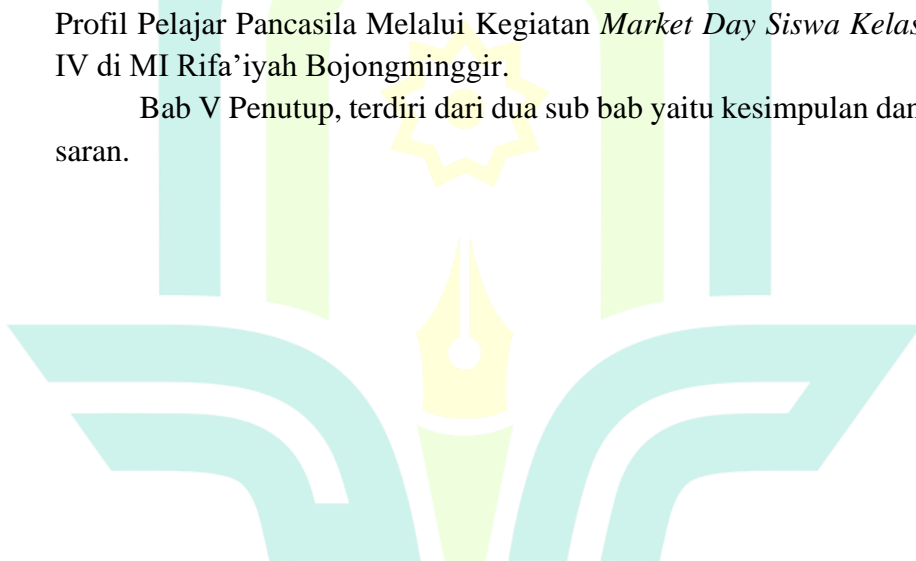 Profil Pelajar Pancasila Melalui Kegiatan Market Day Siswa Kelas
IV di MI Rifa’iyah Bojongminggir.
Bab V Penutup, terdiri dari dua sub bab yaitu kesimpulan dan
saran.